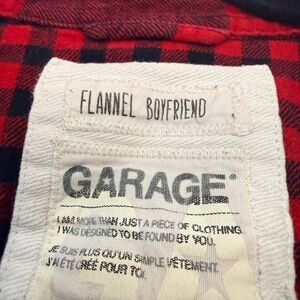 FLANNEL BOYFRIEND
GARAGE®
I AM MORE THAN JUST A PIECE OF CLOTHING.
I WAS DESIGNED TO BE FOUND BY YOU.
JE SUIS PLUS QU'UN SIMPLE VÊTEMENT.
J'AI ÉTÉ CRÉÉ POUR TOI.